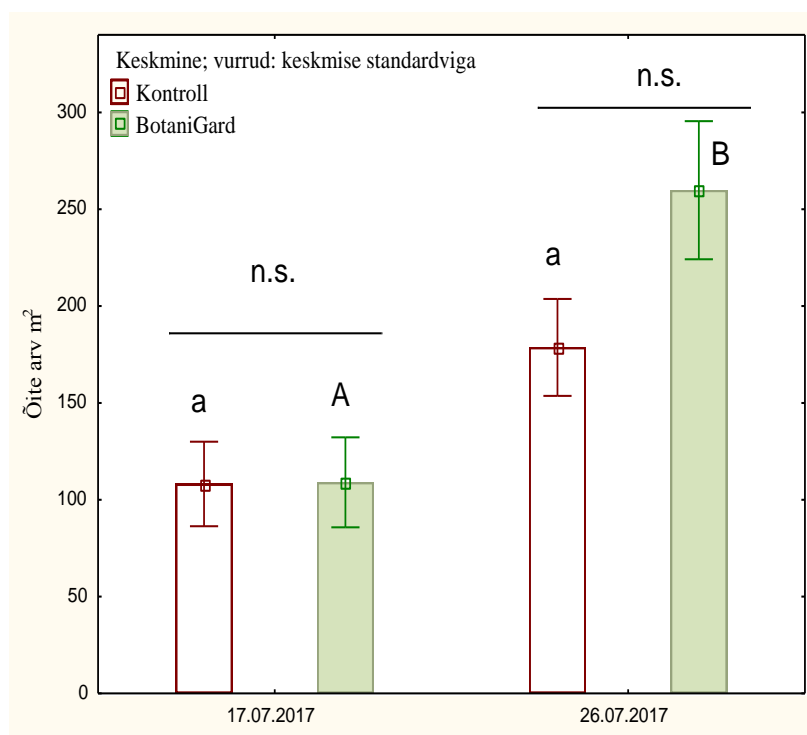 Keskmine; vurrud: keskmise standardviga
Kontroll
BotaniGard
n.s.
B
a
n.s.
a
A
Õite arv m²
300
250
200
150
100
50
0
17.07.2017
26.07.2017